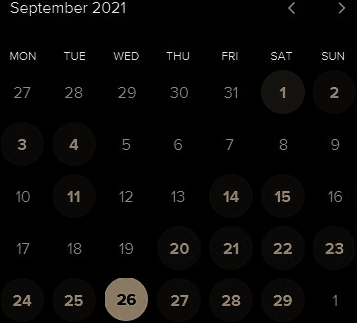 September 2021
MON TUE WED THU FRI SAT SUN
27 28 29 30 31 1 2
3 4 5 6 7 8 9
10 11 12 13 14 15 16
17 18 19 20 21 22 23
24 25 26 27 28 29 1